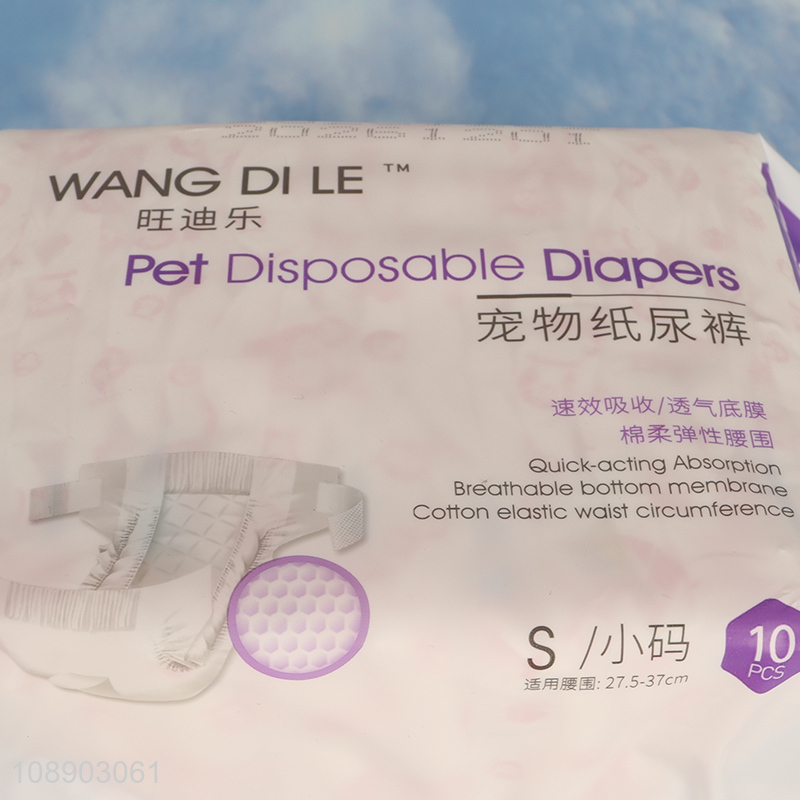 20261201
WANG DI LE™
旺迪乐
Pet Disposable Diapers
宠物纸尿裤
速效吸收/透气底膜
棉柔弹性腰围
Quick-acting Absorption
Breathable bottom membrane
Cotton elastic waist circumference
S /小码
适用腰围: 27.5-37cm
10
PCS
108903061